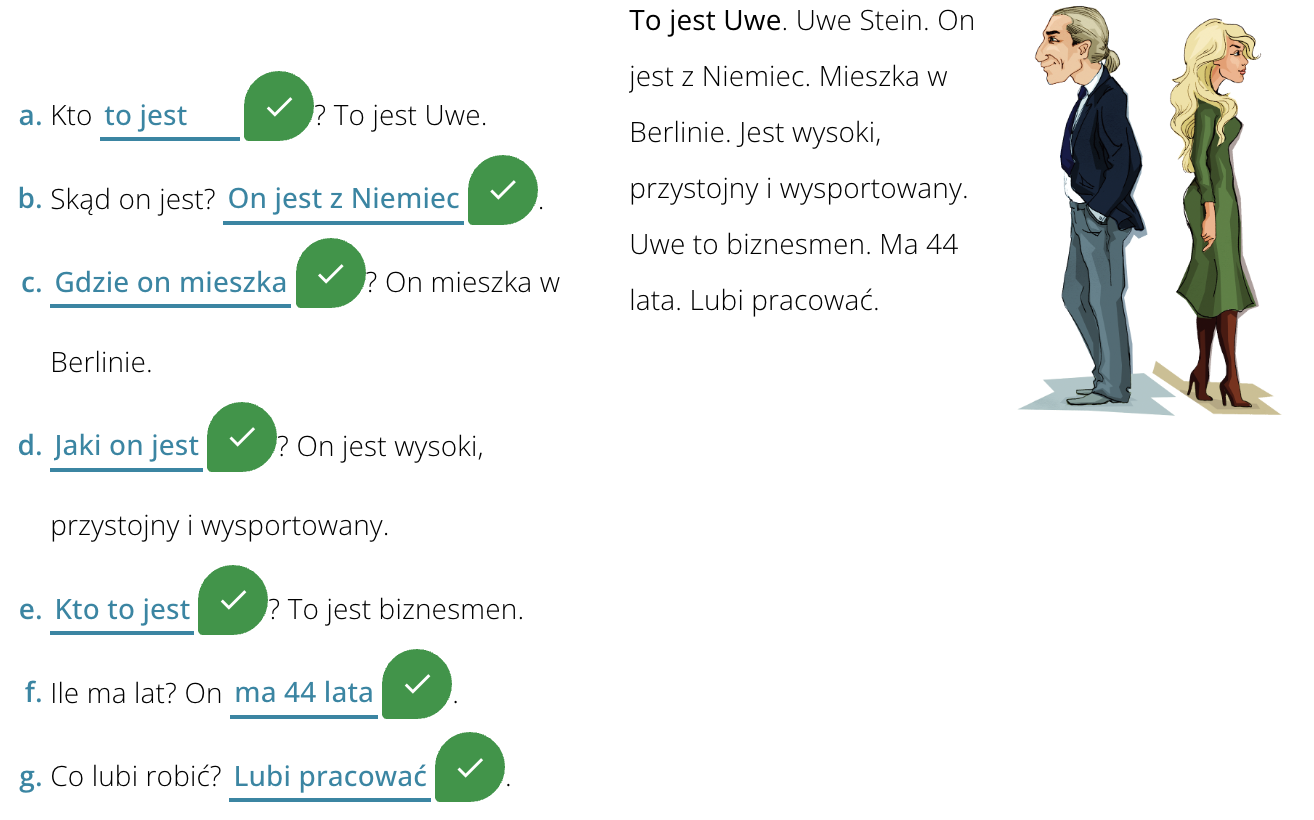 a. Kto to jest ? To jest Uwe.
b. Skąd on jest? On jest z Niemiec .
c. Gdzie on mieszka ? On mieszka w
Berlinie.
d. Jaki on jest ? On jest wysoki,
przystojny i wysportowany.
e. Kto to jest ? To jest biznesmen.
f. Ile ma lat? On ma 44 lata .
g. Co lubi robić? Lubi pracować .
To jest Uwe. Uwe Stein. On
jest z Niemiec. Mieszka w
Berlinie. Jest wysoki,
przystojny i wysportowany.
Uwe to biznesmen. Ma 44
lata. Lubi pracować.